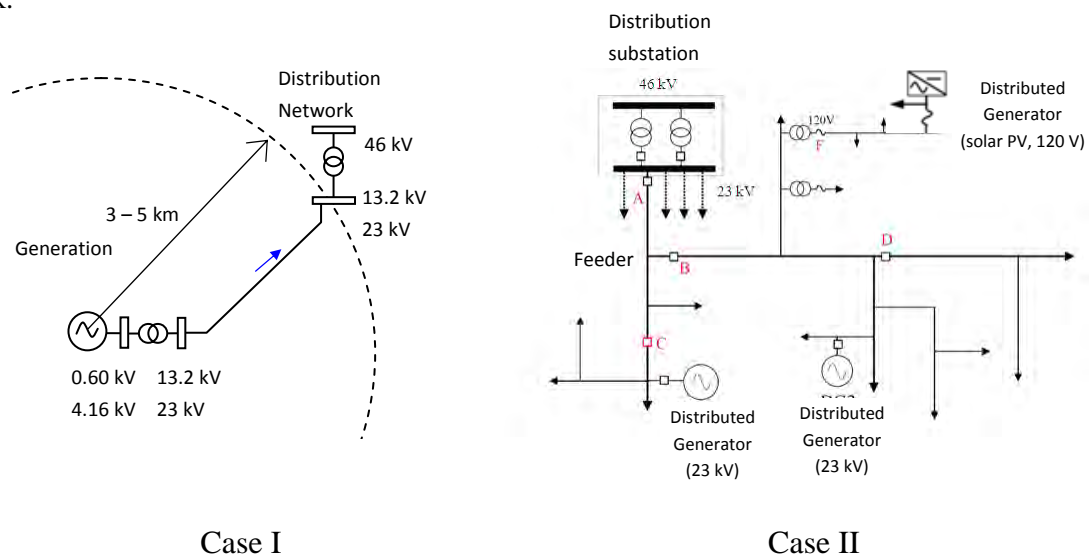 Distribution
Network
46 kV
13.2 kV
23 kV
3 – 5 km
Generation
0.60 kV 13.2 kV
4.16 kV 23 kV
Case I
Distribution
substation
46 kV
A
23 kV
Feeder
B
C
D
120V
F
Distributed
Generator
(solar PV, 120 V)
Distributed
Generator
(23 kV)
Distributed
Generator
(23 kV)
Case II